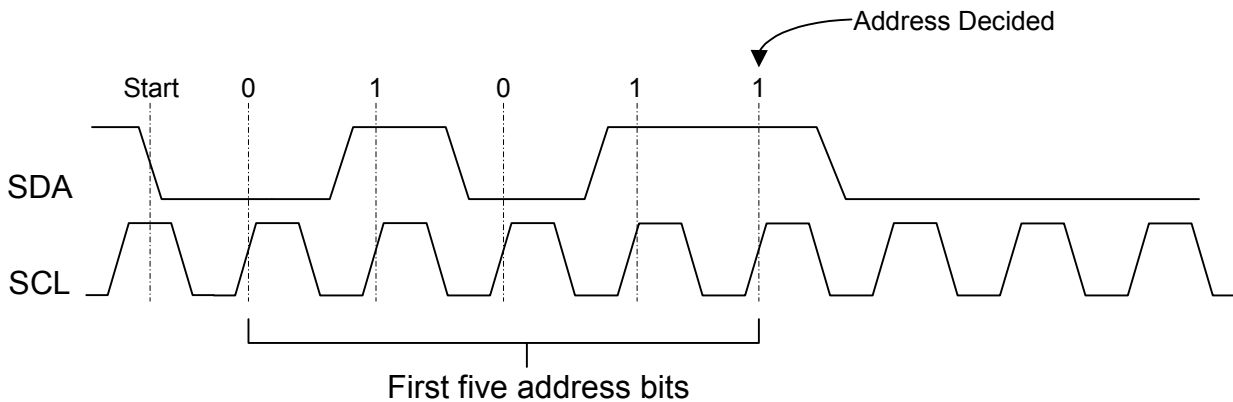 Address Decided
Start 0 1 0 1 1
SDA
SCL
First five address bits